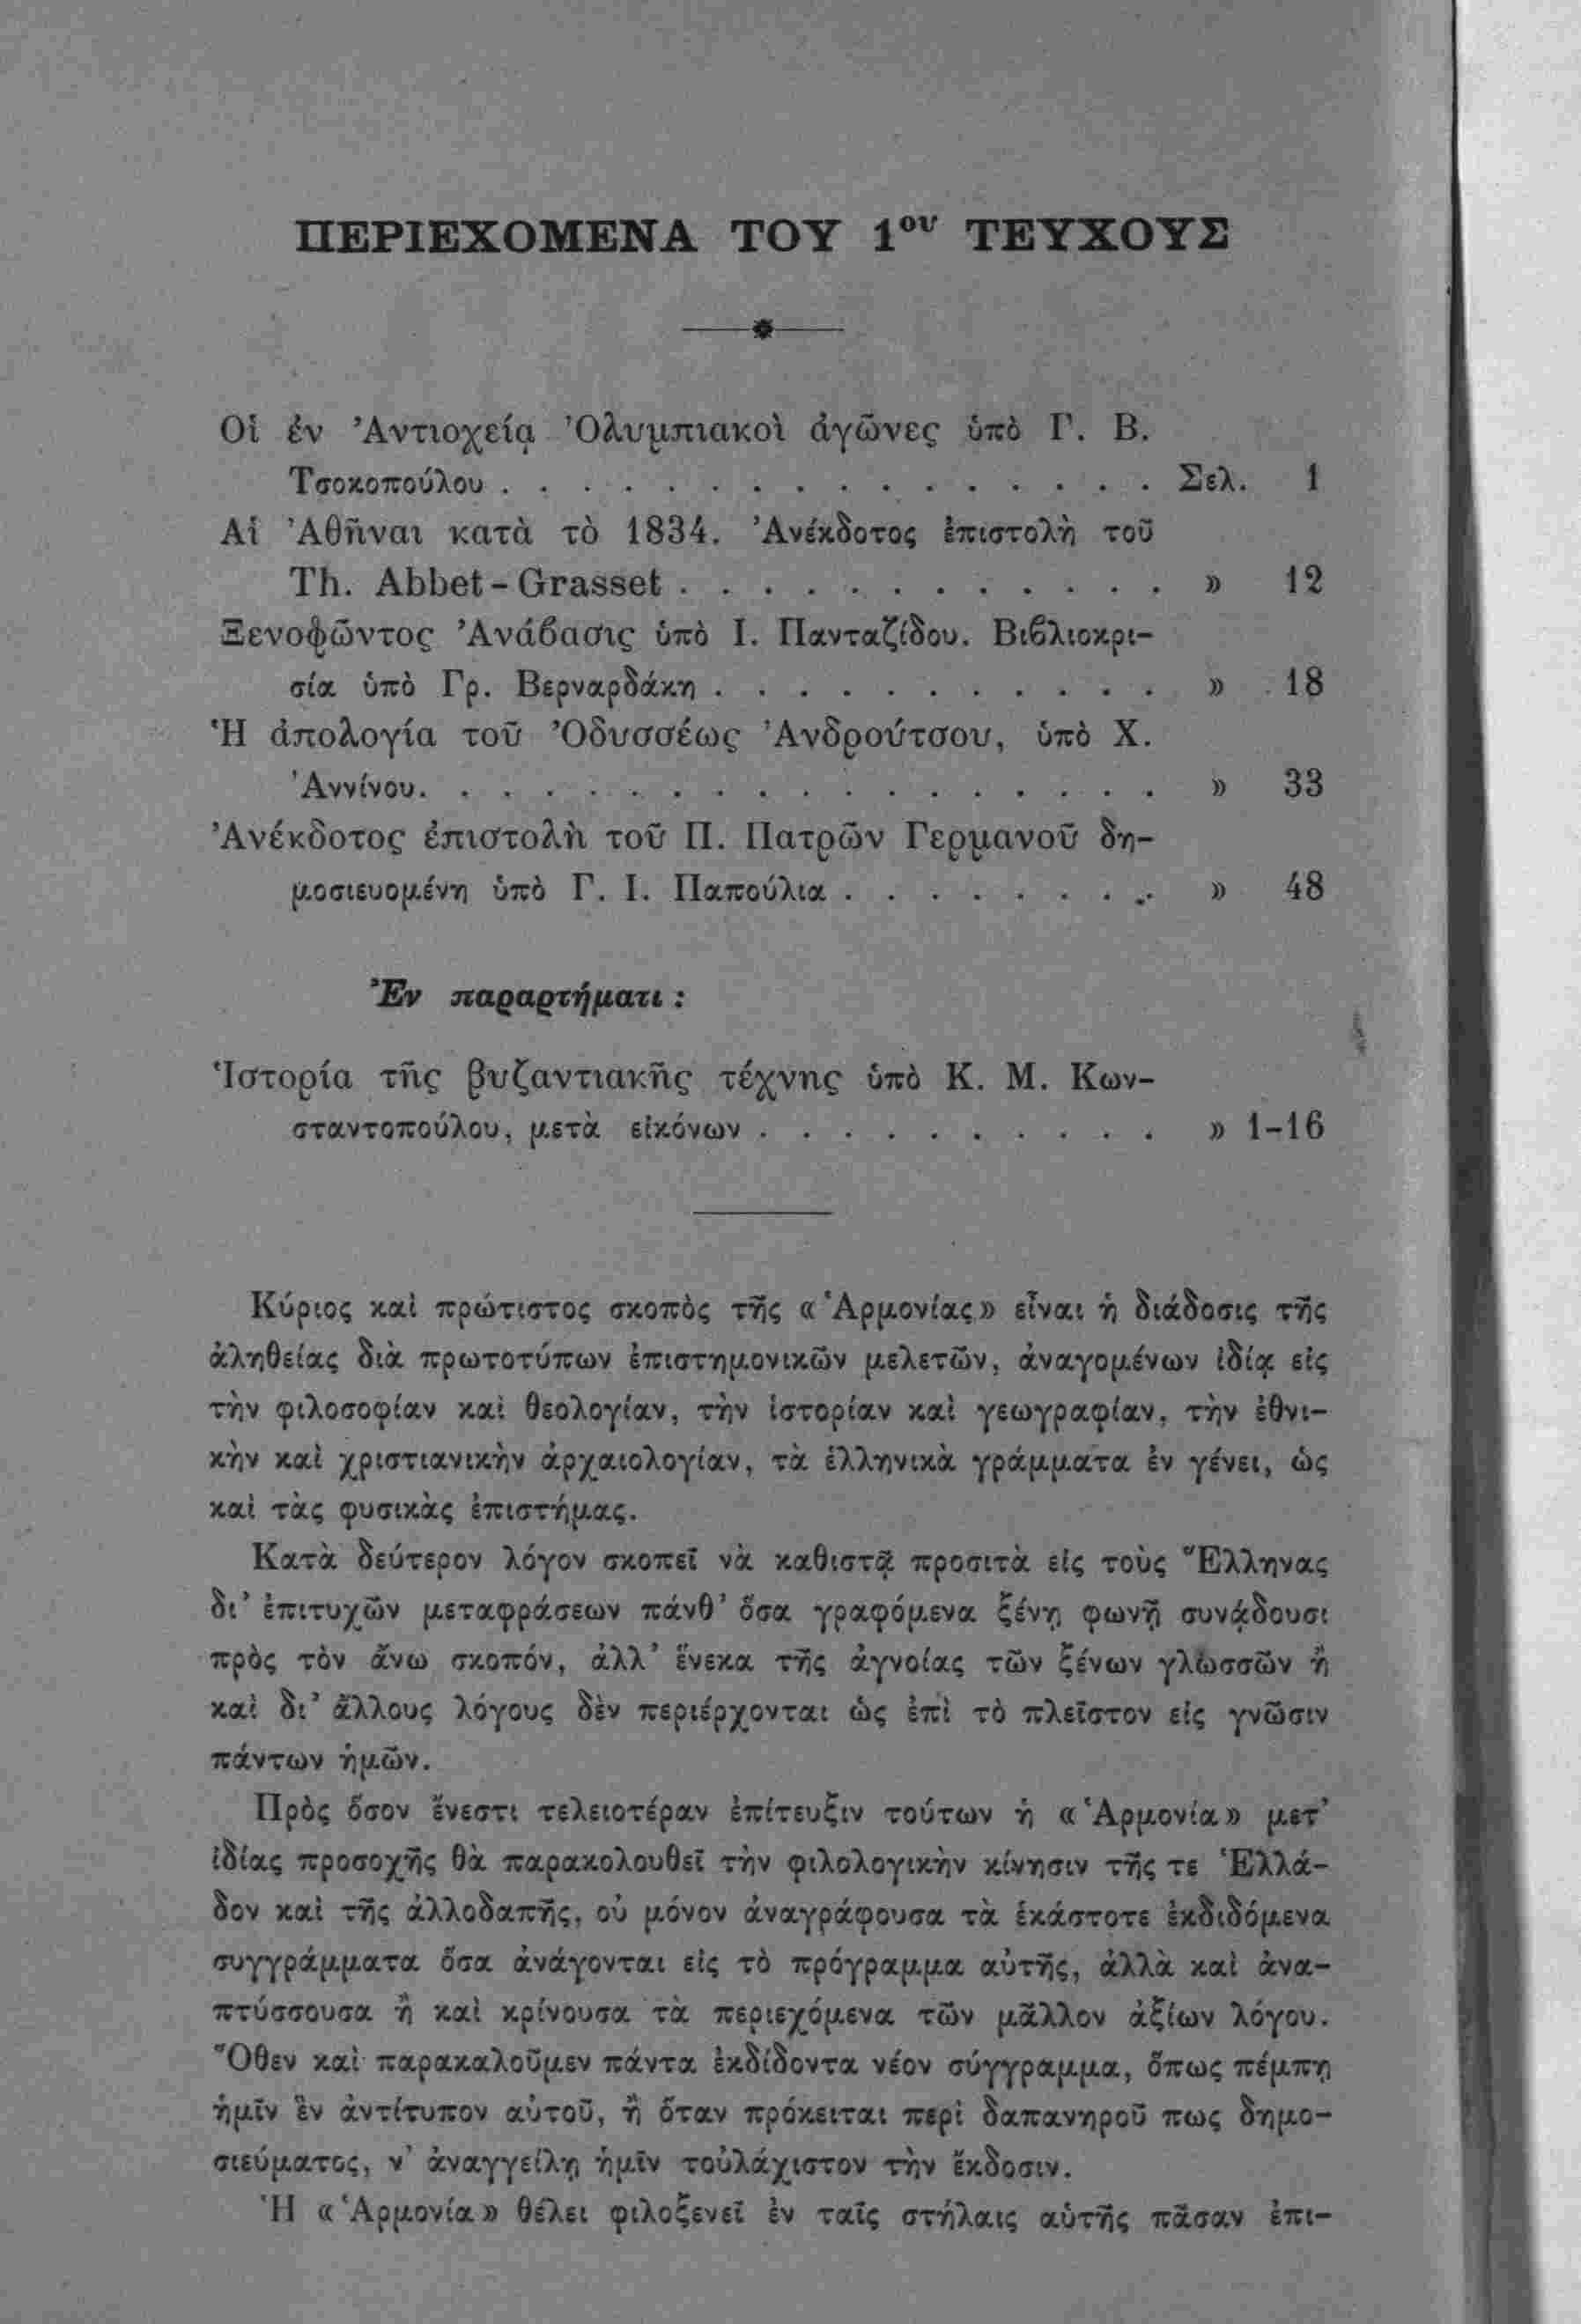 ΠΕΡΙΕΧΟΜΕΝΑ ΤΟΥ 1ου ΤΕΥΧΟΥΣ
Οἱ ἐν Ἀντιοχείᾳ Ὀλυμπιακοὶ ἀγῶνες ὑπὸ Γ. Β.
Τσοκοπούλου . . . . . . . . . . . . . . . . Σελ. 1
Αἱ Ἀθῆναι κατὰ τὸ 1834. Ἀνέκδοτος ἐπιστολὴ τοῦ
Th. Abbet - Grasset . . . . . . . . . . . . » 12
Ξενοφῶντος Ἀνάβασις ὑπὸ Ι. Πανταζίδου. Βιβλιοκρι-
σία ὑπὸ Γρ. Βερναρδάκη . . . . . . . . . . . » 18
Ἡ ἀπολογία τοῦ Ὀδυσσέως Ἀνδρούτσου, ὑπὸ Χ.
Ἀννίνου. . . . . . . . . . . . . . . . . . » 33
Ἀνέκδοτος ἐπιστολὴ τοῦ Π. Πατρῶν Γερμανοῦ δη-
μοσιευομένη ὑπὸ Γ. Ι. Παπούλια . . . . . . . . » 48
Ἐν παραρτήματι :
Ἱστορία τῆς βυζαντιακῆς τέχνης ὑπὸ Κ. Μ. Κων-
σταντοπούλου, μετὰ εἰκόνων . . . . . . . . . . » 1-16
Κύριος καὶ πρώτιστος σκοπὸς τῆς «Ἁρμονίας» εἶναι ἡ διάδοσις τῆς
ἀληθείας διὰ πρωτοτύπων ἐπιστημονικῶν μελετῶν, ἀναγομένων ἰδίᾳ εἰς
τὴν φιλοσοφίαν καὶ θεολογίαν, τὴν ἱστορίαν καὶ γεωγραφίαν, τὴν ἐθνι-
κὴν καὶ χριστιανικὴν ἀρχαιολογίαν, τὰ ἑλληνικὰ γράμματα ἐν γένει, ὡς
καὶ τὰς φυσικὰς ἐπιστήμας.
Κατὰ δεύτερον λόγον σκοπεῖ νὰ καθιστᾷ προσιτὰ εἰς τοὺς Ἕλληνας
δι' ἐπιτυχῶν μεταφράσεων πάνθ' ὅσα γραφόμενα ξένῃ φωνῇ συνᾴδουσι
πρὸς τὸν ἄνω σκοπόν, ἀλλ' ἕνεκα τῆς ἀγνοίας τῶν ξένων γλωσσῶν ἢ
καὶ δι' ἄλλους λόγους δὲν περιέρχονται ὡς ἐπὶ τὸ πλεῖστον εἰς γνῶσιν
πάντων ἡμῶν.
Πρὸς ὅσον ἔνεστι τελειοτέραν ἐπίτευξιν τούτων ἡ «Ἁρμονία» μετ'
ἰδίας προσοχῆς θὰ παρακολουθεῖ τὴν φιλολογικὴν κίνησιν τῆς τε Ἑλλά-
δον καὶ τῆς ἀλλοδαπῆς, οὐ μόνον ἀναγράφουσα τὰ ἑκάστοτε ἐκδιδόμενα
συγγράμματα ὅσα ἀνάγονται εἰς τὸ πρόγραμμα αὐτῆς, ἀλλὰ καὶ ἀνα-
πτύσσουσα ἢ καὶ κρίνουσα τὰ περιεχόμενα τῶν μᾶλλον ἀξίων λόγου.
Ὅθεν καὶ παρακαλοῦμεν πάντα ἐκδίδοντα νέον σύγγραμμα, ὅπως πέμπῃ
ἡμῖν ἓν ἀντίτυπον αὐτοῦ, ἢ ὅταν πρόκειται περὶ δαπανηροῦ πως δημο-
σιεύματος, ν' ἀναγγείλῃ ἡμῖν τοὐλάχιστον τὴν ἔκδοσιν.
Ἡ «Ἁρμονία» θέλει φιλοξενεῖ ἐν ταῖς στήλαις αὑτῆς πᾶσαν ἐπι-